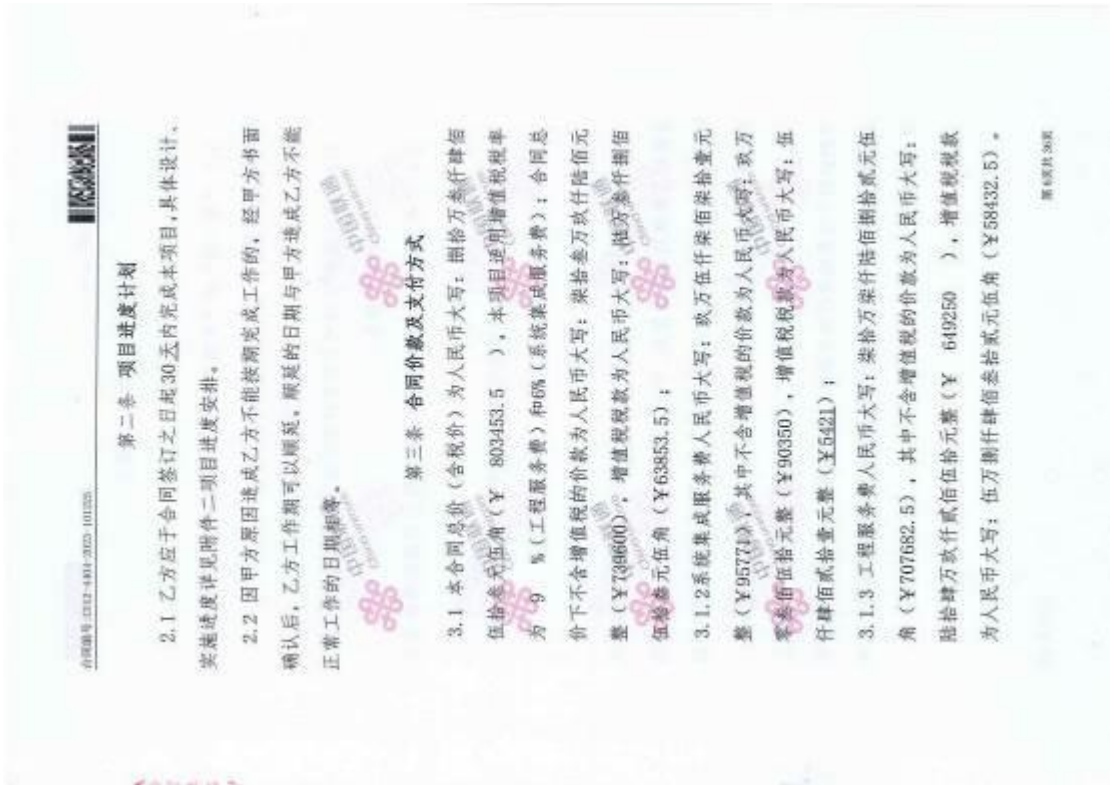 第二条 项目进度计划
2.1 乙方应于合同签订之日起30天内完成本项目,具体设计、
实施进度详见附件二项目进度安排。
2.2 因甲方原因造成乙方不能按期完成工作的，经甲方书面
确认后，乙方工作期可以顺延。顺延的日期与甲方造成乙方不能
正常工作的日期相等。
第三条 合同价款及支付方式
3.1 本合同总价（含税价）为人民币大写：捌拾万叁仟肆佰
伍拾叁元伍角（¥ 803453.5 ），本项目适用增值税税率
为 9 %（工程服务费）和6%（系统集成服务费）；合同总
价下不含增值税的价款为人民币大写：柒拾叁万玖仟陆佰元
整（¥739600），增值税税款为人民币大写：陆万叁仟捌佰
伍拾叁元伍角（¥63853.5）；
3.1.2系统集成服务费人民币大写：玖万伍仟柒佰柒拾壹元
整（¥95771），其中不含增值税的价款为人民币大写：玖万
零叁佰伍拾元整（¥90350），增值税税款为人民币大写：伍
仟肆佰贰拾壹元整（¥5421）；
3.1.3 工程服务费人民币大写：柒拾万柒仟陆佰捌拾贰元伍
角（¥707682.5），其中不含增值税的价款为人民币大写：
陆拾肆万玖仟贰佰伍拾元整（¥ 649250 ），增值税税款
为人民币大写：伍万捌仟肆佰叁拾贰元伍角（¥58432.5）。
中国联通
中国联通
中国联通
中国联通